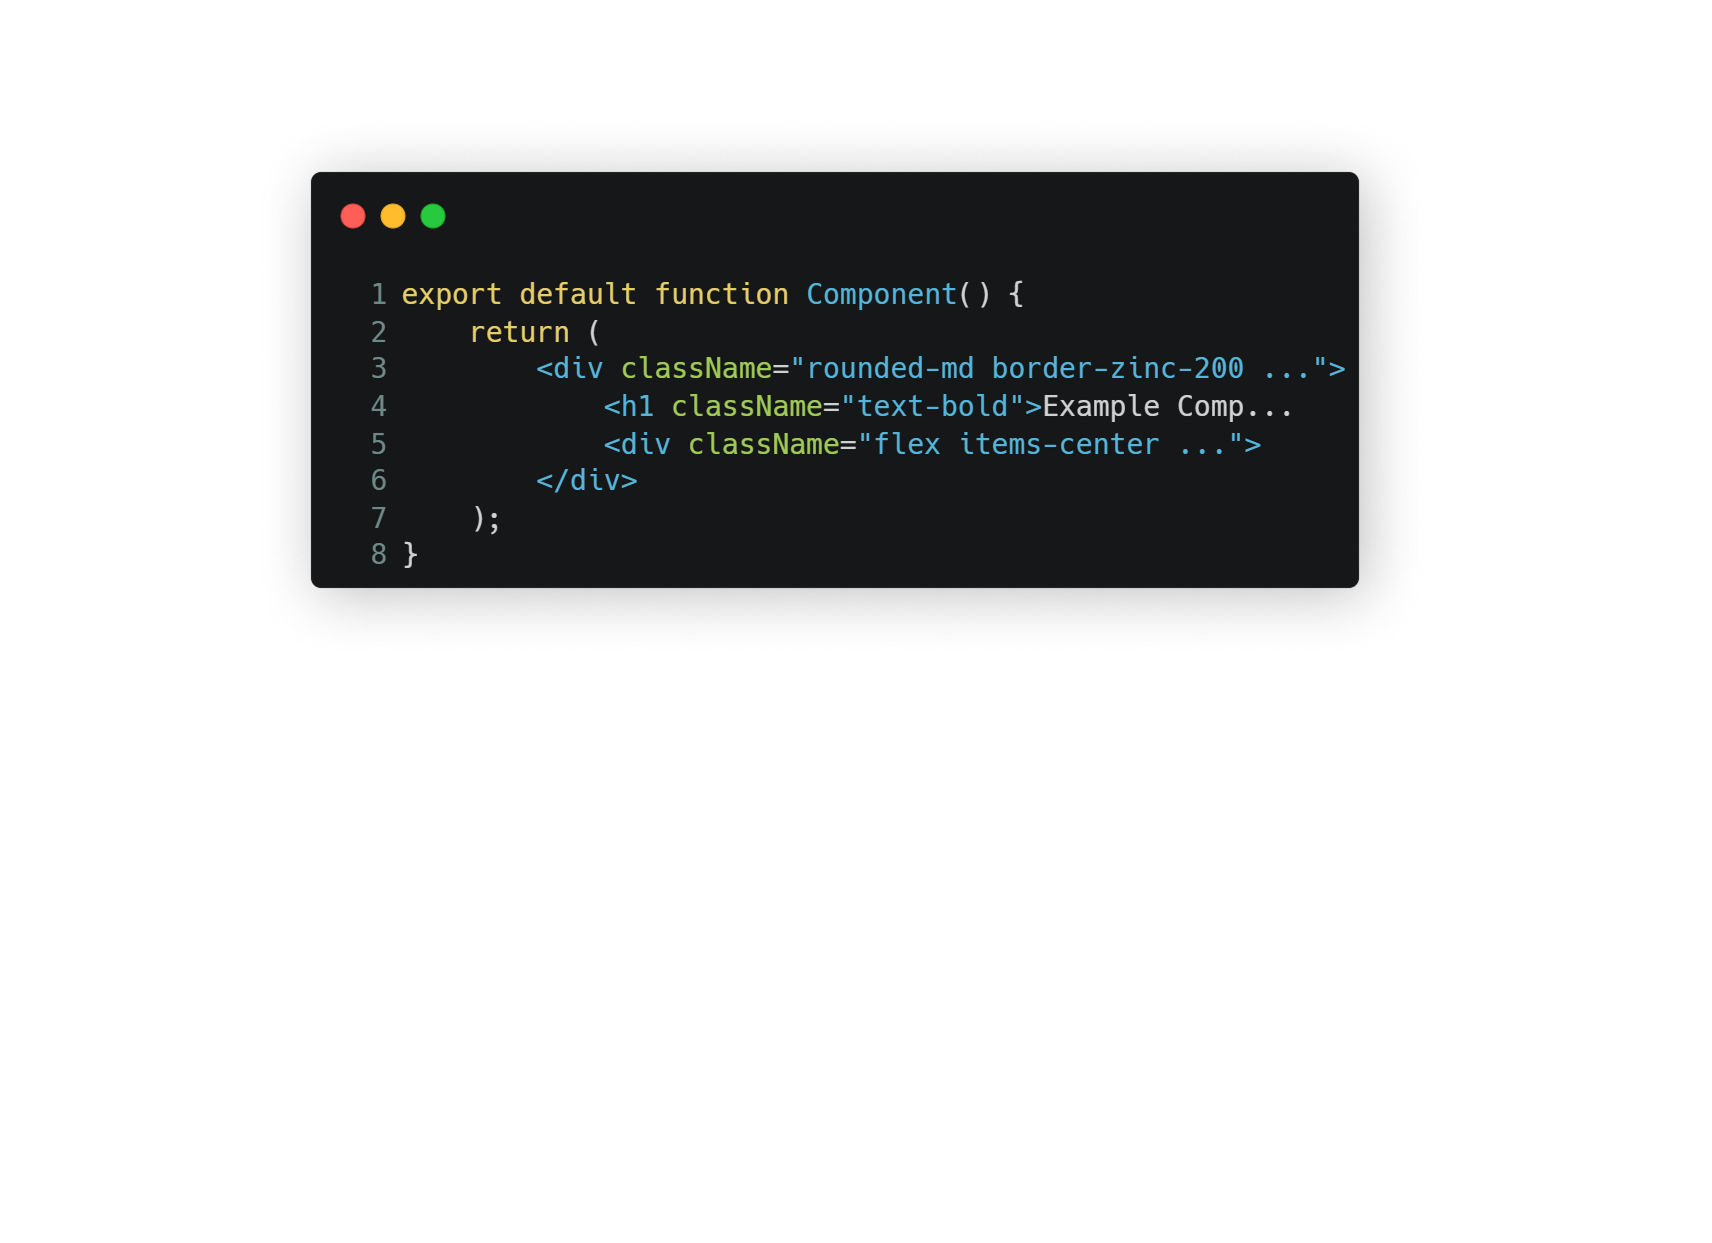 1 export default function Component() {
2     return (
3         <div className="rounded-md border-zinc-200 ...">
4             <h1 className="text-bold">Example Comp...
5             <div className="flex items-center ...">
6         </div>
7     );
8 }